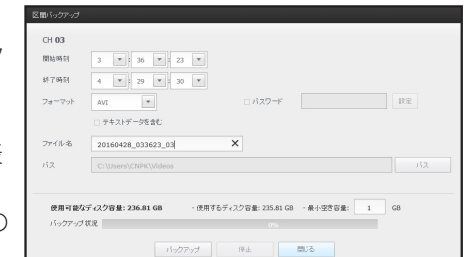 区間バックアップ
CH 03
開始時刻 3 : 36 : 23
終了時刻 4 : 29 : 30
フォーマット AVI パスワード 設定
テキストデータを含む
ファイル名 20160428_033623_03 ×
パス C:\Users\CNPK\Videos パス
使用可能なディスク容量: 236.81 GB ・使用するディスク容量: 235.81 GB ・最小空き容量: 1 GB
バックアップ状況 0%
バックアップ 停止 閉じる
の